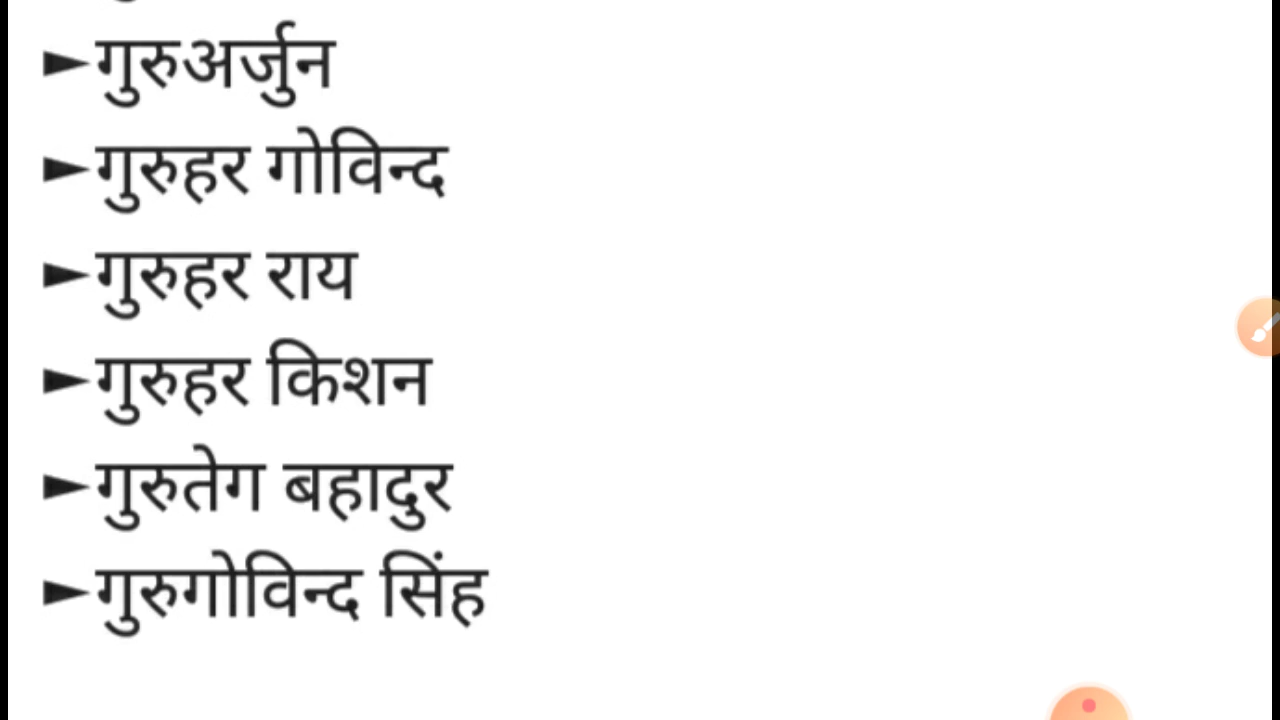 ►गुरुअर्जुन
►गुरुहर गोविन्द
►गुरुहर राय
►गुरुहर किशन
►गुरुतेग बहादुर
►गुरुगोविन्द सिंह